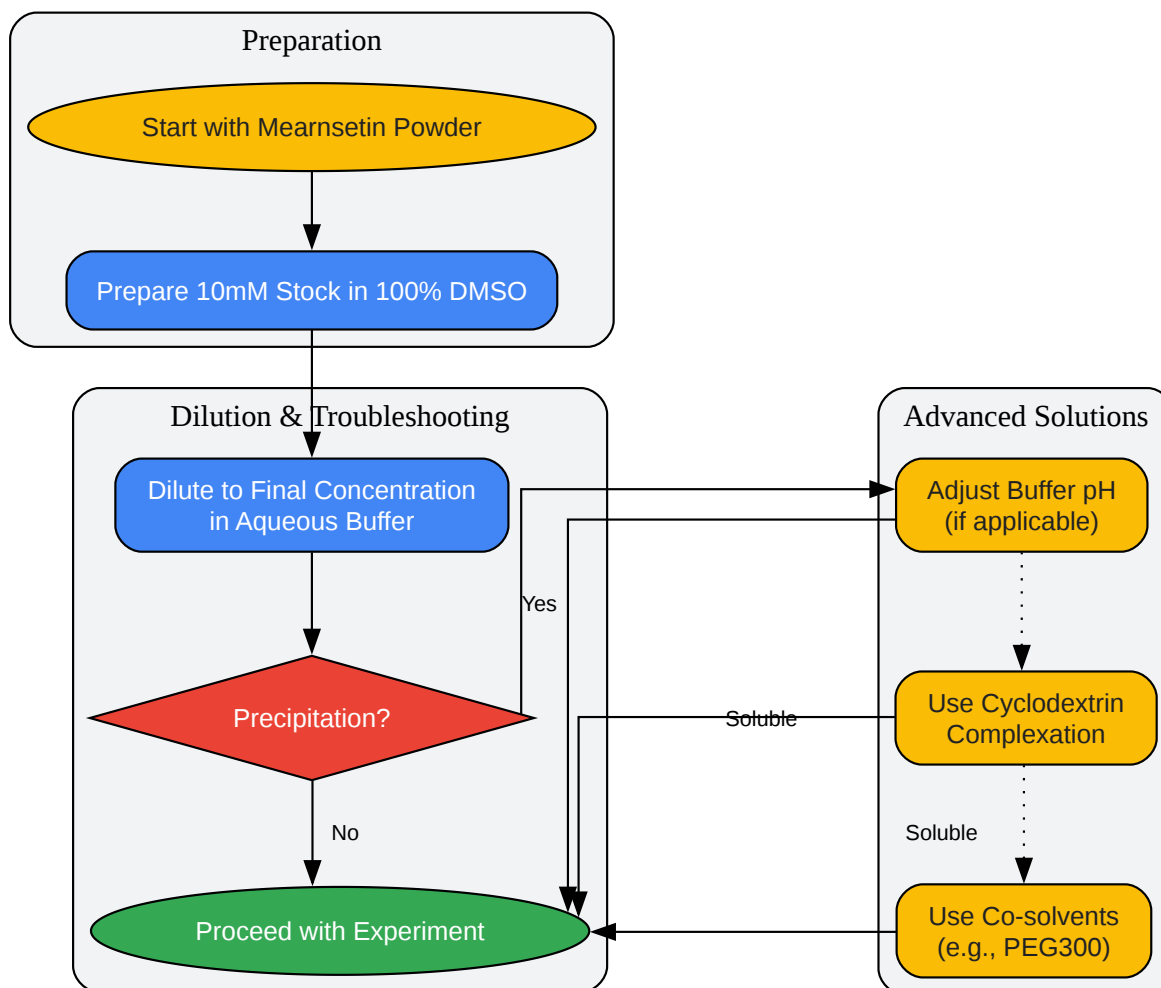 Preparation
Start with Mearnsetin Powder
Prepare 10mM Stock in 100% DMSO
Dilution & Troubleshooting
Dilute to Final Concentration
in Aqueous Buffer
Yes
Precipitation?
No
Proceed with Experiment
Advanced Solutions
Adjust Buffer pH
(if applicable)
Soluble
Use Cyclodextrin
Complexation
Soluble
Use Co-solvents
(e.g., PEG300)